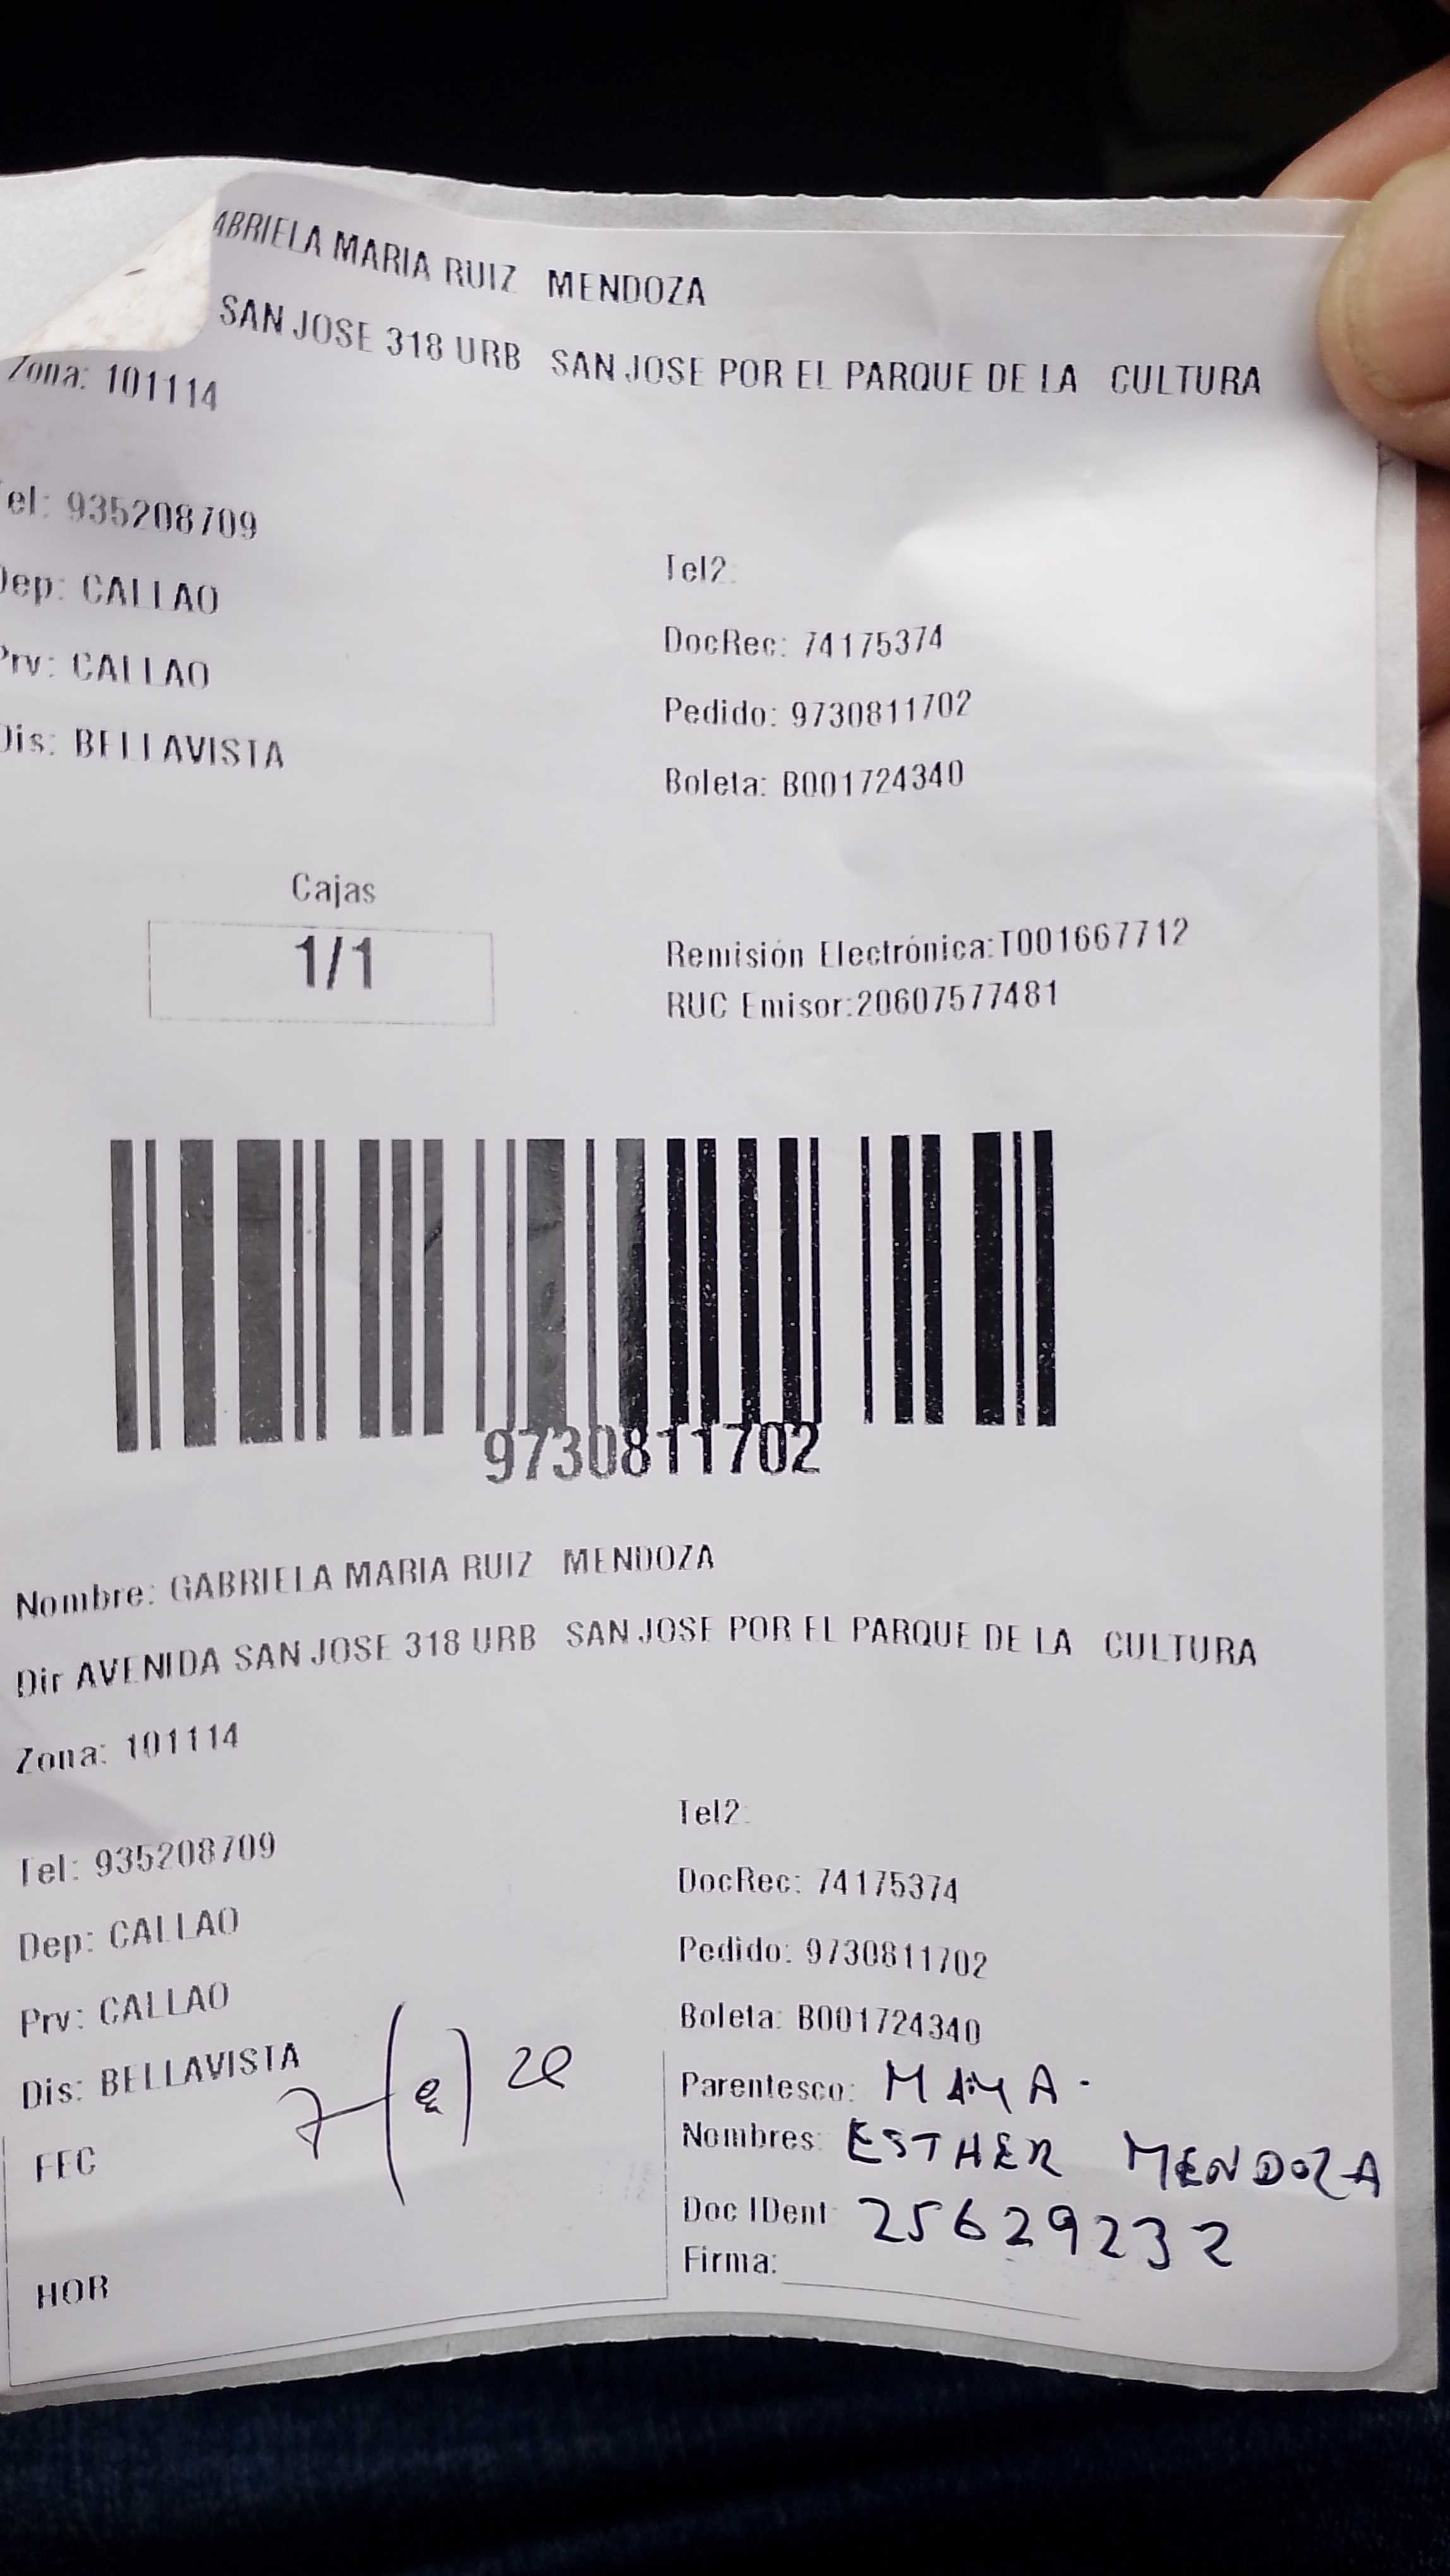 ABRIELA MARIA RUIZ MENDOZA
SAN JOSE 318 URB SAN JOSE POR EL PARQUE DE LA CULTURA
Zona: 101114
Tel: 935208709
Tel2:
Dep: CALLAO
DocRec: 74175374
Prv: CALLAO
Pedido: 9730811702
Dis: BELLAVISTA
Boleta: B001724340
Cajas
1/1
Remisión Electrónica:T001667712
RUC Emisor:20607577481
9730811702
Nombre: GABRIELA MARIA RUIZ MENDOZA
Dir AVENIDA SAN JOSE 318 URB SAN JOSE POR EL PARQUE DE LA CULTURA
Zona: 101114
Tel2:
Tel: 935208709
DocRec: 74175374
Dep: CALLAO
Pedido: 9730811702
Prv: CALLAO
Boleta: B001724340
Dis: BELLAVISTA
Parentesco: MAMA.
Nombres: ESTHER MENDOZA
FEC
Doc IDent 25629232
Firma:
HOR